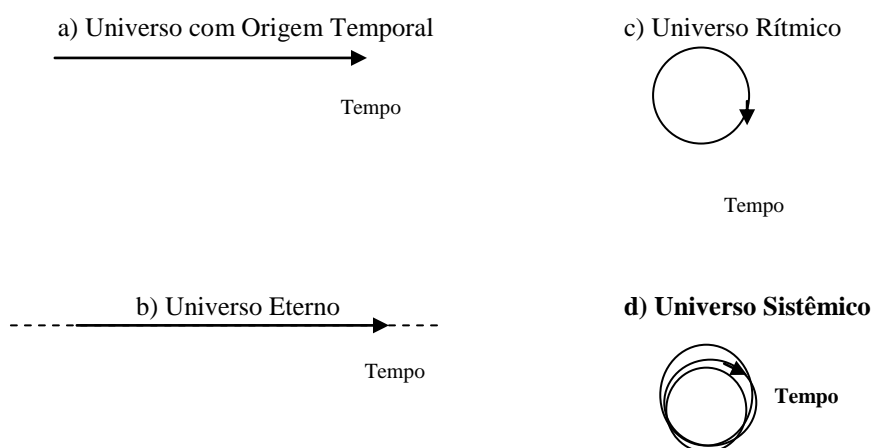 a) Universo com Origem Temporal
Tempo
c) Universo Rítmico
Tempo
b) Universo Eterno
Tempo
d) Universo Sistêmico
Tempo